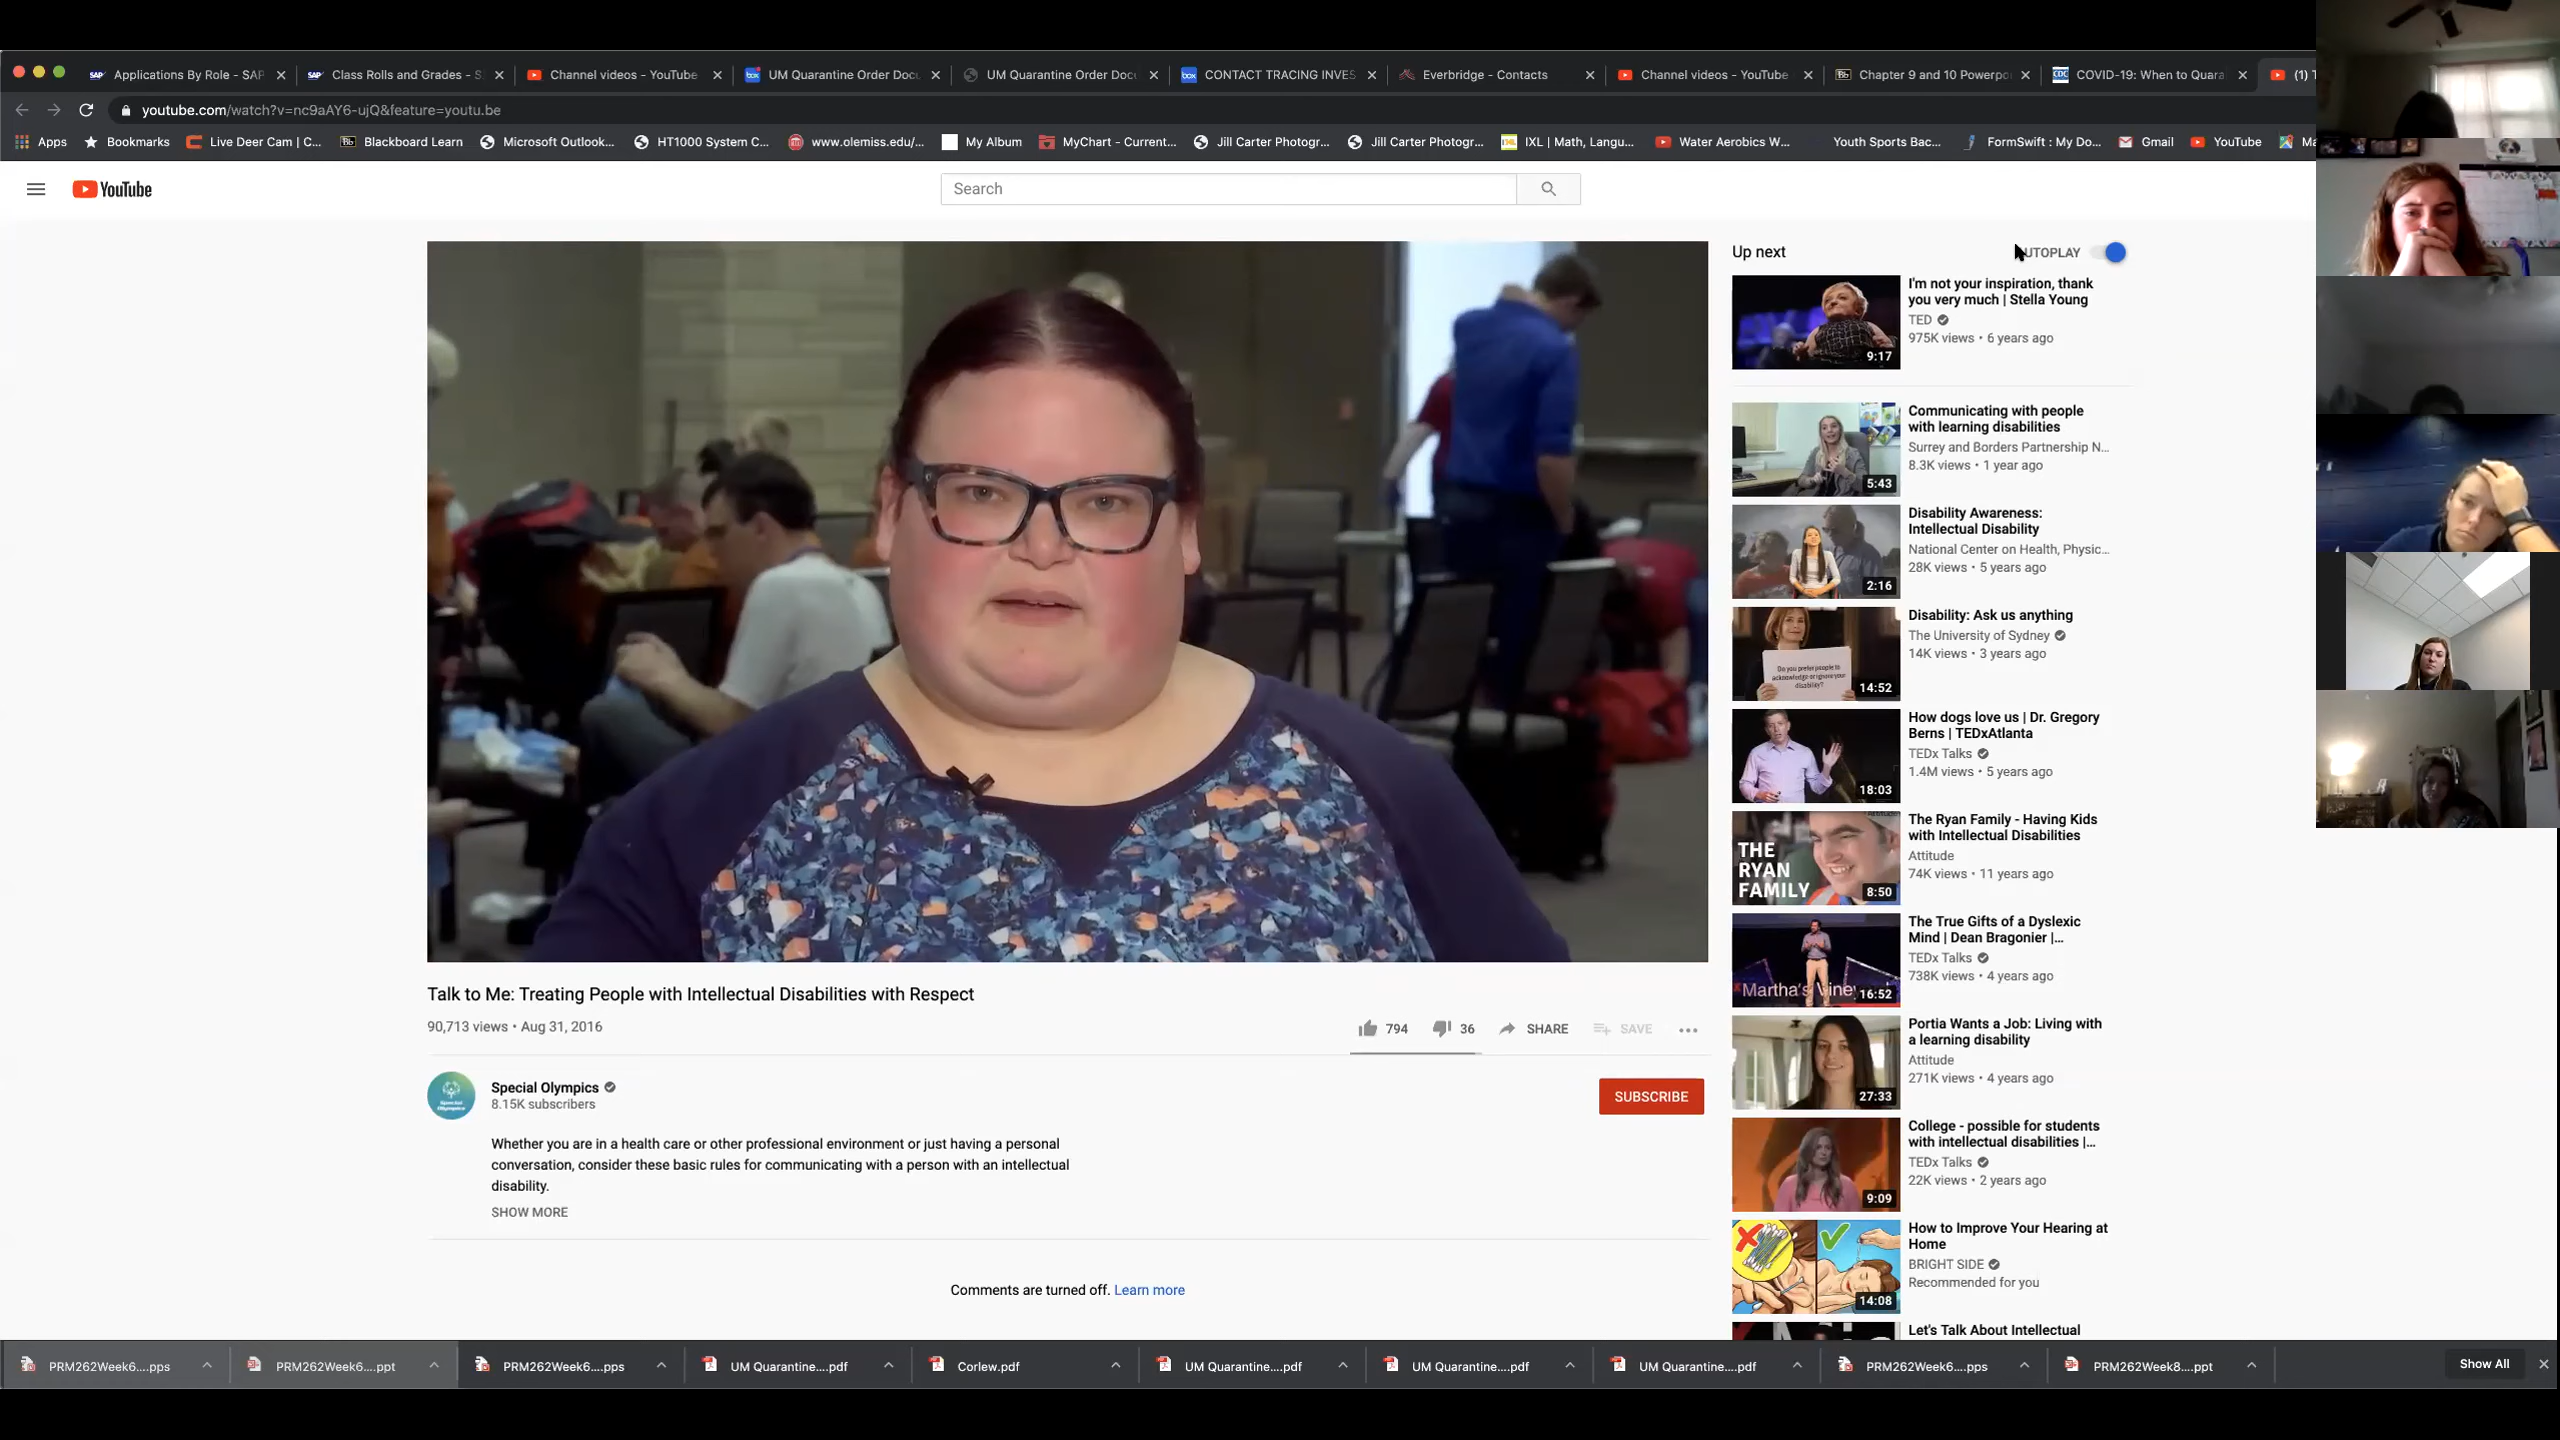 Applications By Role - SAP
Class Rolls and Grades - S
Channel videos - YouTube
UM Quarantine Order Docu
UM Quarantine Order Doc
CONTACT TRACING INVES
Everbridge - Contacts
Channel videos - YouTube
Chapter 9 and 10 Powerpo
COVID-19: When to Quara
(1) T
youtube.com/watch?v=nc9aAY6-ujQ&feature=youtu.be
Apps
Bookmarks
Live Deer Cam | C...
Blackboard Learn
Microsoft Outlook...
HT1000 System C...
www.olemiss.edu/...
My Album
MyChart - Current...
Jill Carter Photogr...
Jill Carter Photogr...
IXL | Math, Langu...
Water Aerobics W...
Youth Sports Bac...
FormSwift : My Do...
Gmail
YouTube
Ma
YouTube
Search
Talk to Me: Treating People with Intellectual Disabilities with Respect
90,713 views • Aug 31, 2016
794
36
SHARE
SAVE
Special Olympics
8.15K subscribers
SUBSCRIBE
Whether you are in a health care or other professional environment or just having a personal
conversation, consider these basic rules for communicating with a person with an intellectual
disability.
SHOW MORE
Comments are turned off. Learn more
Up next
UTOPLAY
I'm not your inspiration, thank
you very much | Stella Young
TED
975K views • 6 years ago
9:17
Communicating with people
with learning disabilities
Surrey and Borders Partnership N...
8.3K views • 1 year ago
5:43
Disability Awareness:
Intellectual Disability
National Center on Health, Physic...
28K views • 5 years ago
2:16
Disability: Ask us anything
The University of Sydney
14K views • 3 years ago
Do you prefer people to
acknowledge or ignore your
disability?
14:52
How dogs love us | Dr. Gregory
Berns | TEDxAtlanta
TEDx Talks
1.4M views • 5 years ago
18:03
The Ryan Family - Having Kids
with Intellectual Disabilities
Attitude
74K views • 11 years ago
THE
RYAN
FAMILY
8:50
The True Gifts of a Dyslexic
Mind | Dean Bragonier |...
TEDx Talks
738K views • 4 years ago
Martha's Vine
16:52
Portia Wants a Job: Living with
a learning disability
Attitude
271K views • 4 years ago
27:33
College - possible for students
with intellectual disabilities |...
TEDx Talks
22K views • 2 years ago
9:09
How to Improve Your Hearing at
Home
BRIGHT SIDE
Recommended for you
14:08
Let's Talk About Intellectual
PRM262Week6....pps
PRM262Week6....ppt
PRM262Week6....pps
UM Quarantine....pdf
Corlew.pdf
UM Quarantine....pdf
UM Quarantine....pdf
UM Quarantine....pdf
PRM262Week6....pps
PRM262Week8....ppt
Show All